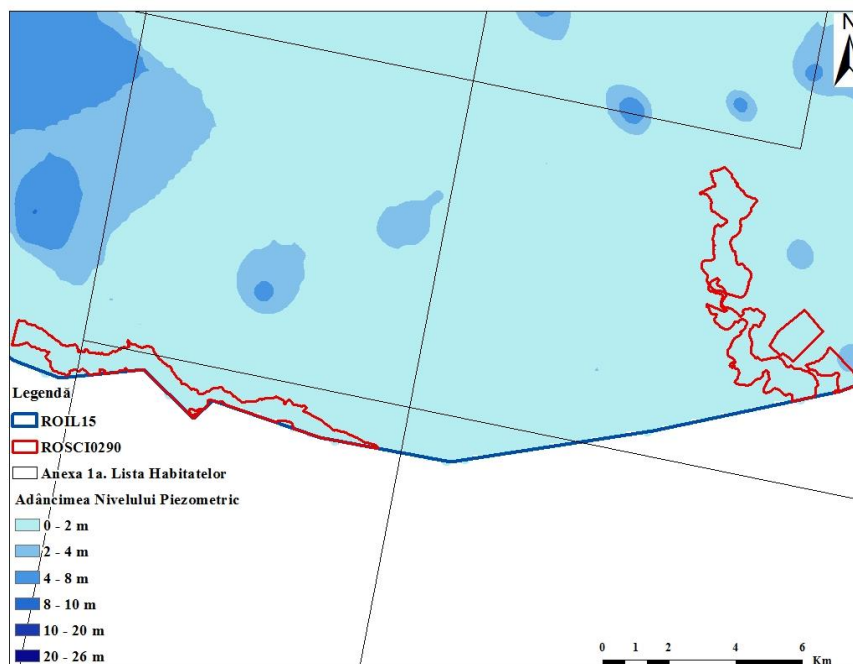 N
Legendă
ROIL15
ROSCI0290
Anexa 1a. Lista Habitatelor
Adâncimea Nivelului Piezometric
0 - 2 m
2 - 4 m
4 - 8 m
8 - 10 m
10 - 20 m
20 - 26 m
0 1 2 4 6
Km